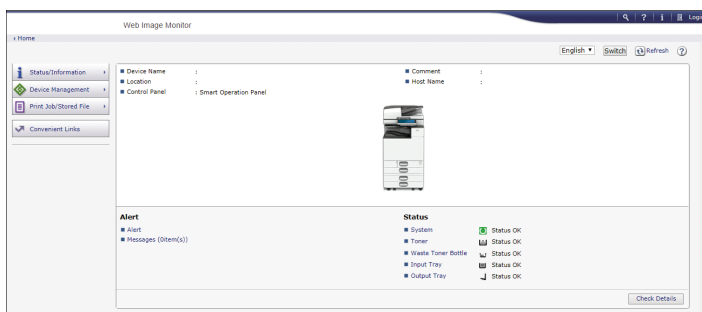 Web Image Monitor
Home
English
Switch
Refresh
Status/Information
Device Management
Print Job/Stored File
Convenient Links
Device Name :
Location :
Control Panel : Smart Operation Panel
Comment :
Host Name :
Alert
Alert
Messages (0item(s))
Status
System Status OK
Toner Status OK
Waste Toner Bottle Status OK
Input Tray Status OK
Output Tray Status OK
Check Details